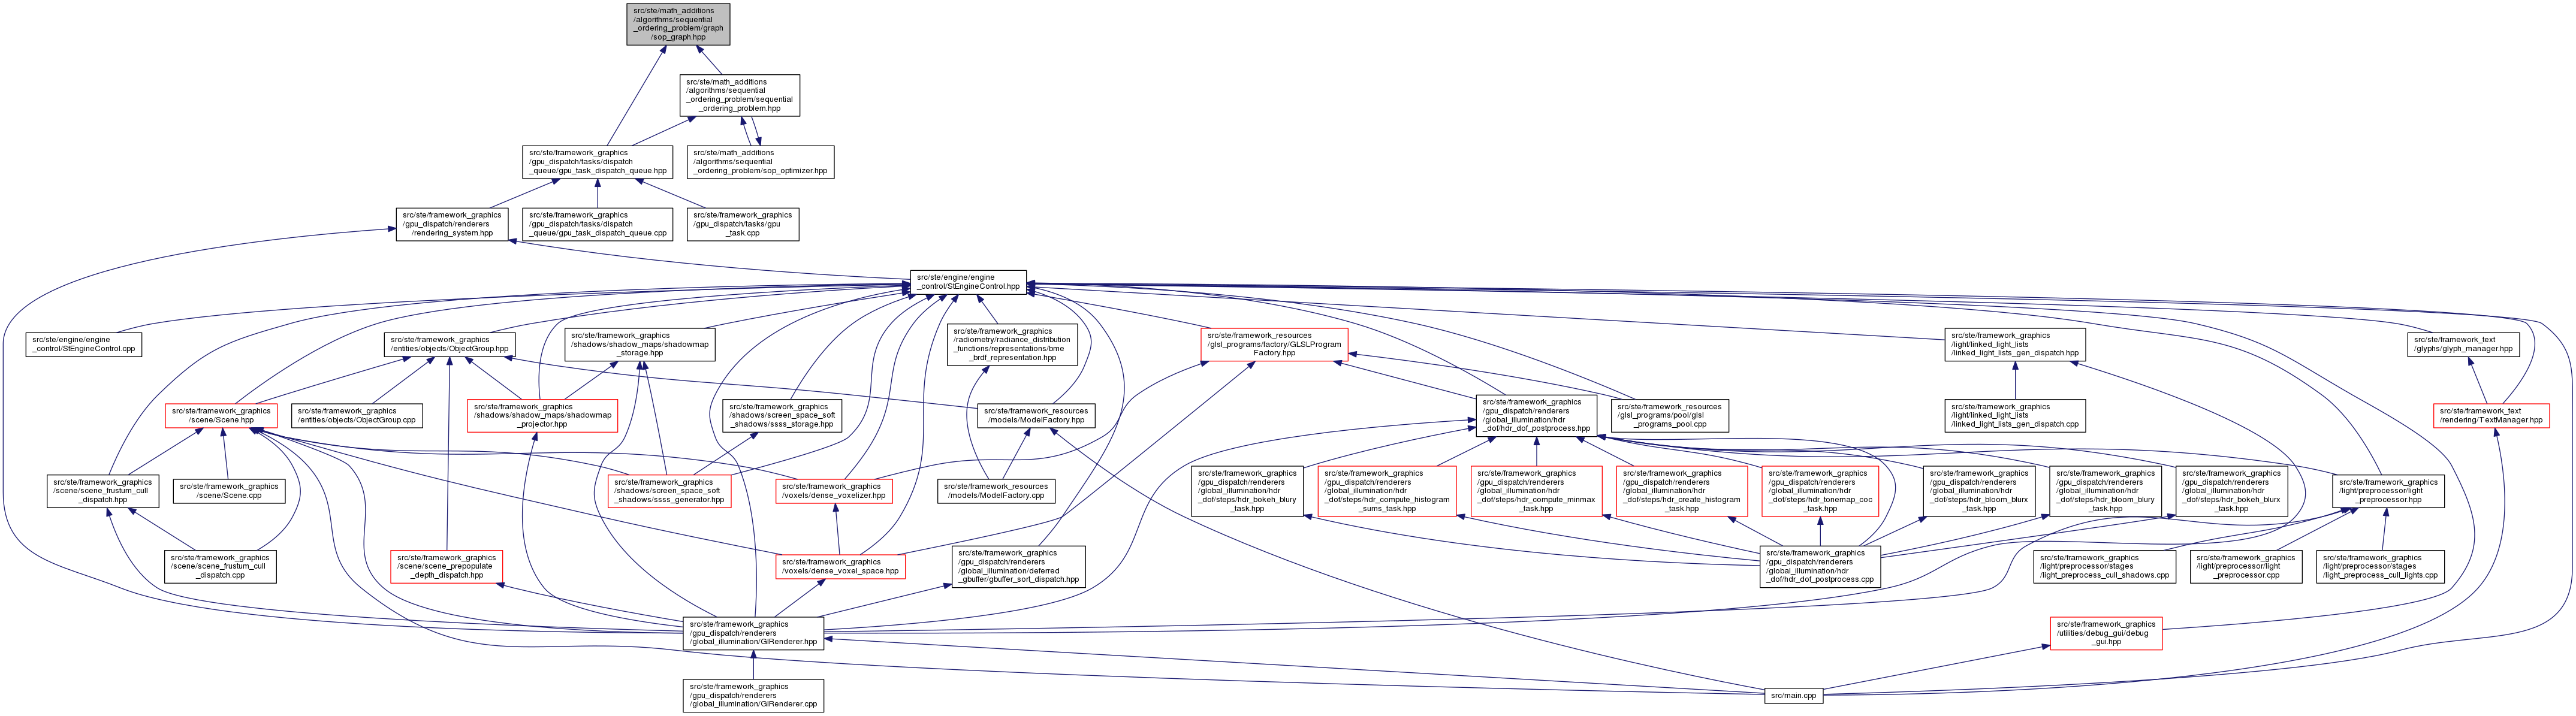 src/ste/math_additions
/algorithms/sequential
_ordering_problem/graph
/sop_graph.hpp
src/ste/math_additions
/algorithms/sequential
_ordering_problem/sequential
_ordering_problem.hpp
src/ste/framework_graphics
/gpu_dispatch/tasks/dispatch
_queue/gpu_task_dispatch_queue.hpp
src/ste/math_additions
/algorithms/sequential
_ordering_problem/sop_optimizer.hpp
src/ste/framework_graphics
/gpu_dispatch/renderers
/rendering_system.hpp
src/ste/framework_graphics
/gpu_dispatch/tasks/dispatch
_queue/gpu_task_dispatch_queue.cpp
src/ste/framework_graphics
/gpu_dispatch/tasks/gpu
_task.cpp
src/ste/engine/engine
_control/StEngineControl.hpp
src/ste/engine/engine
_control/StEngineControl.cpp
src/ste/framework_graphics
/entities/objects/ObjectGroup.hpp
src/ste/framework_graphics
/shadows/shadow_maps/shadowmap
_storage.hpp
src/ste/framework_graphics
/radiometry/radiance_distribution
_functions/representations/bme
_brdf_representation.hpp
src/ste/framework_resources
/glsl_programs/factory/GLSLProgram
Factory.hpp
src/ste/framework_graphics
/light/linked_light_lists
/linked_light_lists_gen_dispatch.hpp
src/ste/framework_text
/glyphs/glyph_manager.hpp
src/ste/framework_graphics
/scene/Scene.hpp
src/ste/framework_graphics
/entities/objects/ObjectGroup.cpp
src/ste/framework_graphics
/shadows/shadow_maps/shadowmap
_projector.hpp
src/ste/framework_graphics
/shadows/screen_space_soft
_shadows/ssss_storage.hpp
src/ste/framework_resources
/models/ModelFactory.hpp
src/ste/framework_graphics
/gpu_dispatch/renderers
/global_illumination/hdr
_dof/hdr_dof_postprocess.hpp
src/ste/framework_resources
/glsl_programs/pool/glsl
_programs_pool.cpp
src/ste/framework_graphics
/light/linked_light_lists
/linked_light_lists_gen_dispatch.cpp
src/ste/framework_text
/rendering/TextManager.hpp
src/ste/framework_graphics
/scene/scene_frustum_cull
_dispatch.hpp
src/ste/framework_graphics
/scene/Scene.cpp
src/ste/framework_graphics
/shadows/screen_space_soft
_shadows/ssss_generator.hpp
src/ste/framework_graphics
/voxels/dense_voxelizer.hpp
src/ste/framework_resources
/models/ModelFactory.cpp
src/ste/framework_graphics
/gpu_dispatch/renderers
/global_illumination/hdr
_dof/steps/hdr_bokeh_blury
_task.hpp
src/ste/framework_graphics
/gpu_dispatch/renderers
/global_illumination/hdr
_dof/steps/hdr_compute_histogram
_sums_task.hpp
src/ste/framework_graphics
/gpu_dispatch/renderers
/global_illumination/hdr
_dof/steps/hdr_compute_minmax
_task.hpp
src/ste/framework_graphics
/gpu_dispatch/renderers
/global_illumination/hdr
_dof/steps/hdr_create_histogram
_task.hpp
src/ste/framework_graphics
/gpu_dispatch/renderers
/global_illumination/hdr
_dof/steps/hdr_tonemap_coc
_task.hpp
src/ste/framework_graphics
/gpu_dispatch/renderers
/global_illumination/hdr
_dof/steps/hdr_bloom_blurx
_task.hpp
src/ste/framework_graphics
/gpu_dispatch/renderers
/global_illumination/hdr
_dof/steps/hdr_bloom_blury
_task.hpp
src/ste/framework_graphics
/gpu_dispatch/renderers
/global_illumination/hdr
_dof/steps/hdr_bokeh_blurx
_task.hpp
src/ste/framework_graphics
/light/preprocessor/light
_preprocessor.hpp
src/ste/framework_graphics
/scene/scene_frustum_cull
_dispatch.cpp
src/ste/framework_graphics
/scene/scene_prepopulate
_depth_dispatch.hpp
src/ste/framework_graphics
/voxels/dense_voxel_space.hpp
src/ste/framework_graphics
/gpu_dispatch/renderers
/global_illumination/deferred
_gbuffer/gbuffer_sort_dispatch.hpp
src/ste/framework_graphics
/gpu_dispatch/renderers
/global_illumination/hdr
_dof/hdr_dof_postprocess.cpp
src/ste/framework_graphics
/light/preprocessor/stages
/light_preprocess_cull_shadows.cpp
src/ste/framework_graphics
/light/preprocessor/light
_preprocessor.cpp
src/ste/framework_graphics
/light/preprocessor/stages
/light_preprocess_cull_lights.cpp
src/ste/framework_graphics
/gpu_dispatch/renderers
/global_illumination/GIRenderer.hpp
src/ste/framework_graphics
/utilities/debug_gui/debug
_gui.hpp
src/ste/framework_graphics
/gpu_dispatch/renderers
/global_illumination/GIRenderer.cpp
src/main.cpp